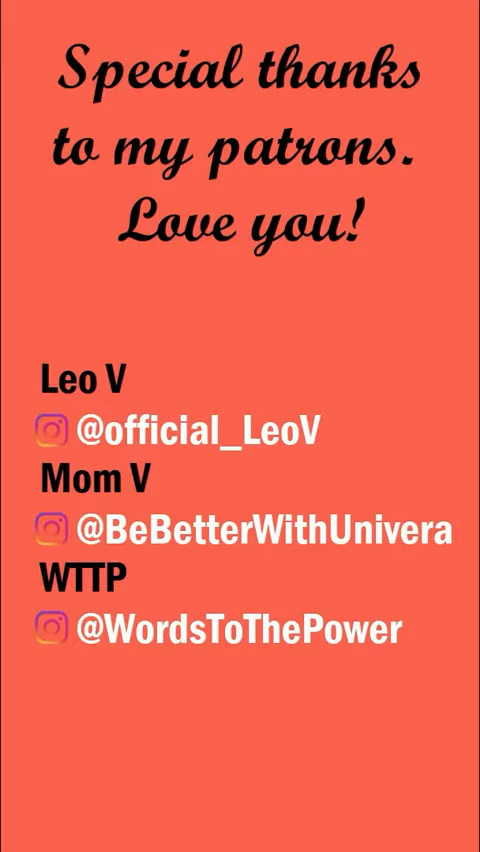 Special thanks
to my patrons.
Love you!
Leo V
@official_LeoV
Mom V
@BeBetterWithUnivera
WTTP
@WordsToThePower